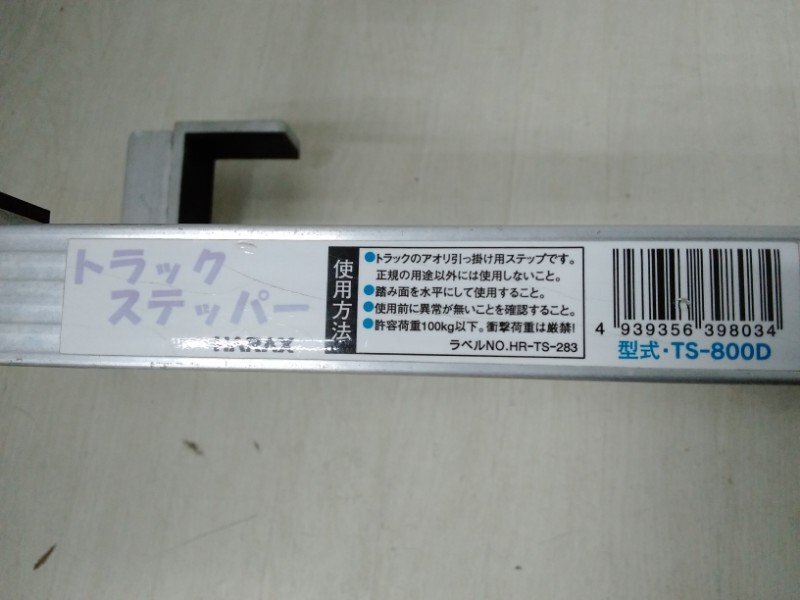 トラック
ステッパー
HARAX
使用方法
●トラックのアオリ引っ掛け用ステップです。
正規の用途以外には使用しないこと。
●踏み面を水平にして使用すること。
●使用前に異常が無いことを確認すること。
●許容荷重100kg以下。衝撃荷重は厳禁!
ラベルNO.HR-TS-283
4 939356 398034
型式・TS-800D